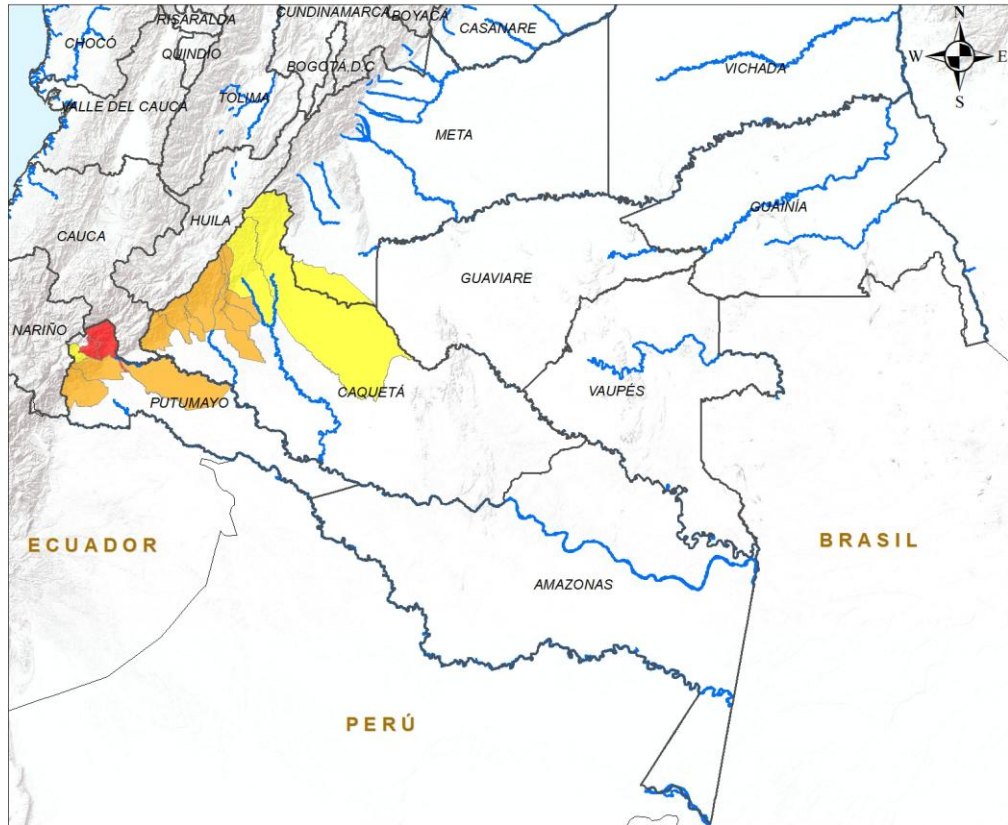 RISARALDA
CUNDINAMARCA
BOYACÁ
CASANARE
N
CHOCÓ
QUINDÍO
BOGOTÁ D.C
W
E
VICHADA
TOLIMA
VALLE DEL CAUCA
S
META
HUILA
GUAINÍA
CAUCA
GUAVIARE
NARIÑO
CAQUETÁ
VAUPÉS
PUTUMAYO
ECUADOR
BRASIL
AMAZONAS
PERÚ